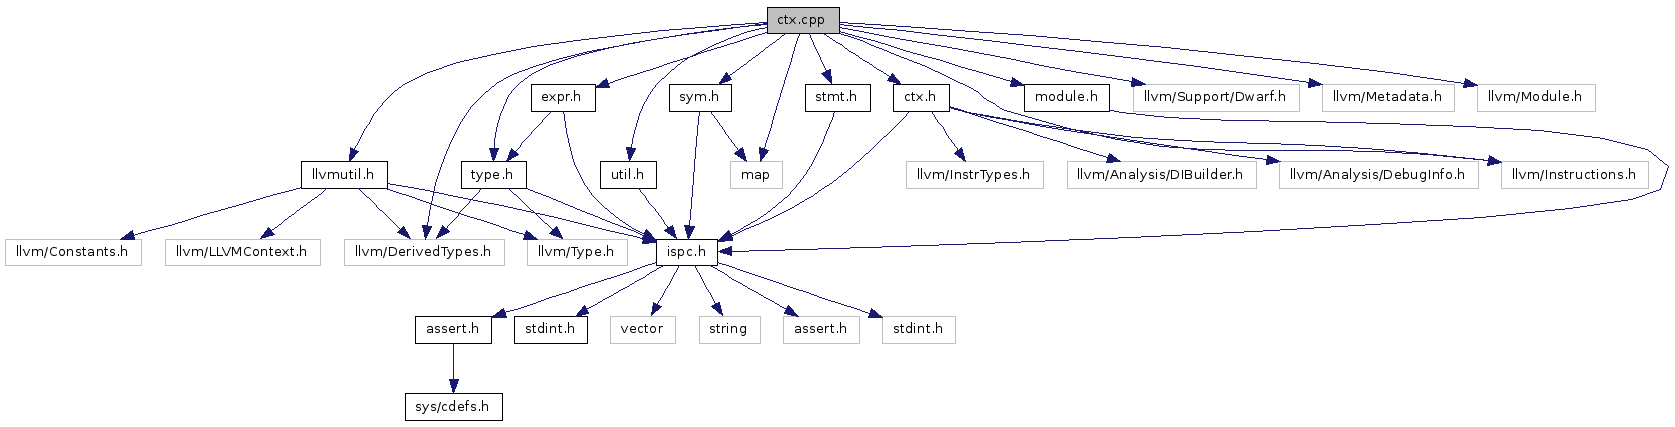 ctx.cpp
expr.h
sym.h
stmt.h
ctx.h
module.h
llvm/Support/Dwarf.h
llvm/Metadata.h
llvm/Module.h
llvmutil.h
type.h
util.h
map
llvm/InstrTypes.h
llvm/Analysis/DIBuilder.h
llvm/Analysis/DebugInfo.h
llvm/Instructions.h
llvm/Constants.h
llvm/LLVMContext.h
llvm/DerivedTypes.h
llvm/Type.h
ispc.h
assert.h
stdint.h
vector
string
assert.h
stdint.h
sys/cdefs.h